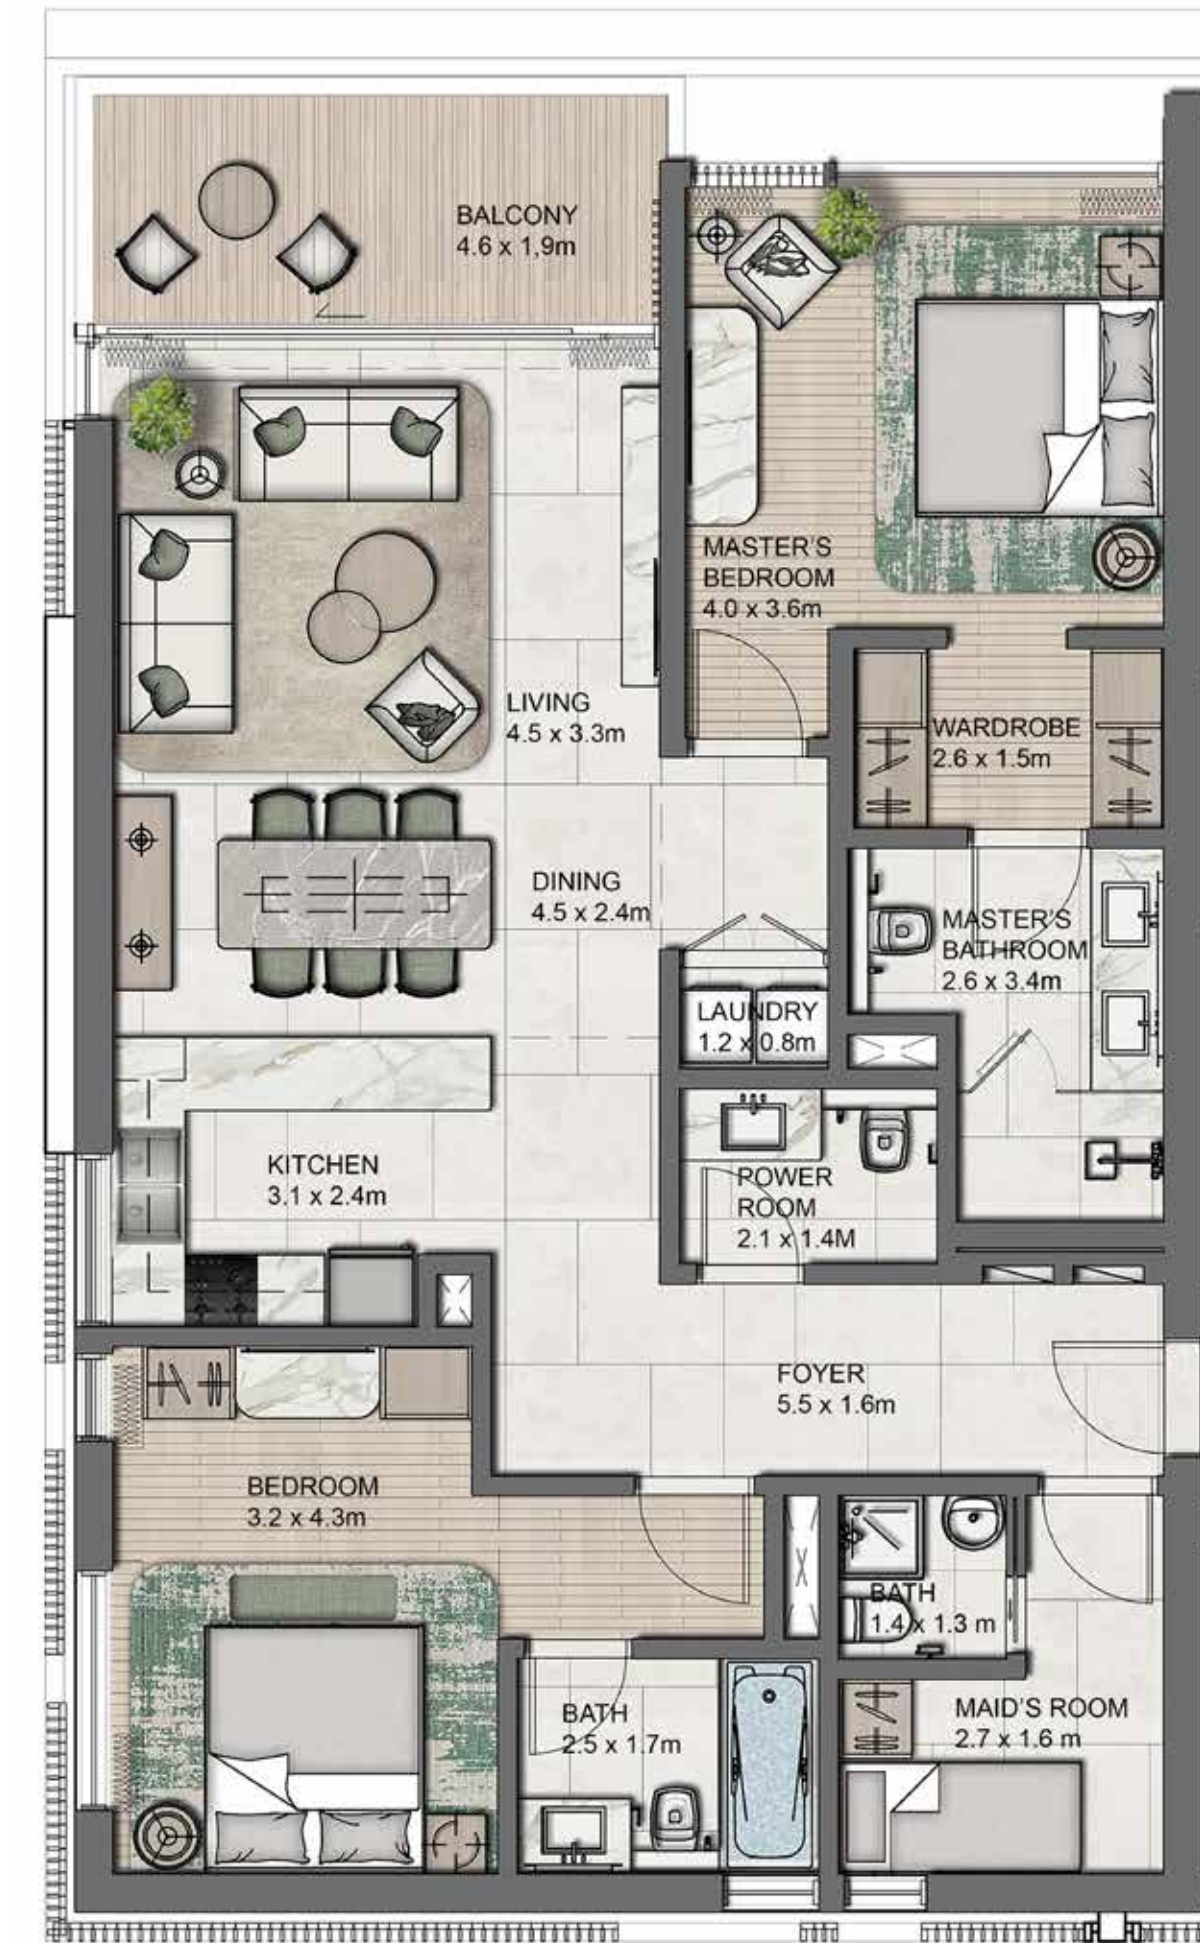 BALCONY
4.6 x 1,9m
MASTER'S
BEDROOM
4.0 x 3.6m
LIVING
4.5 x 3.3m
WARDROBE
2.6 x 1.5m
DINING
4.5 x 2.4m
MASTER'S
BATHROOM
2.6 x 3.4m
LAUNDRY
1.2 x 0.8m
KITCHEN
3.1 x 2.4m
POWER
ROOM
2.1 x 1.4M
FOYER
5.5 x 1.6m
BEDROOM
3.2 x 4.3m
BATH
1.4 x 1.3 m
BATH
2.5 x 1.7m
MAID'S ROOM
2.7 x 1.6 m